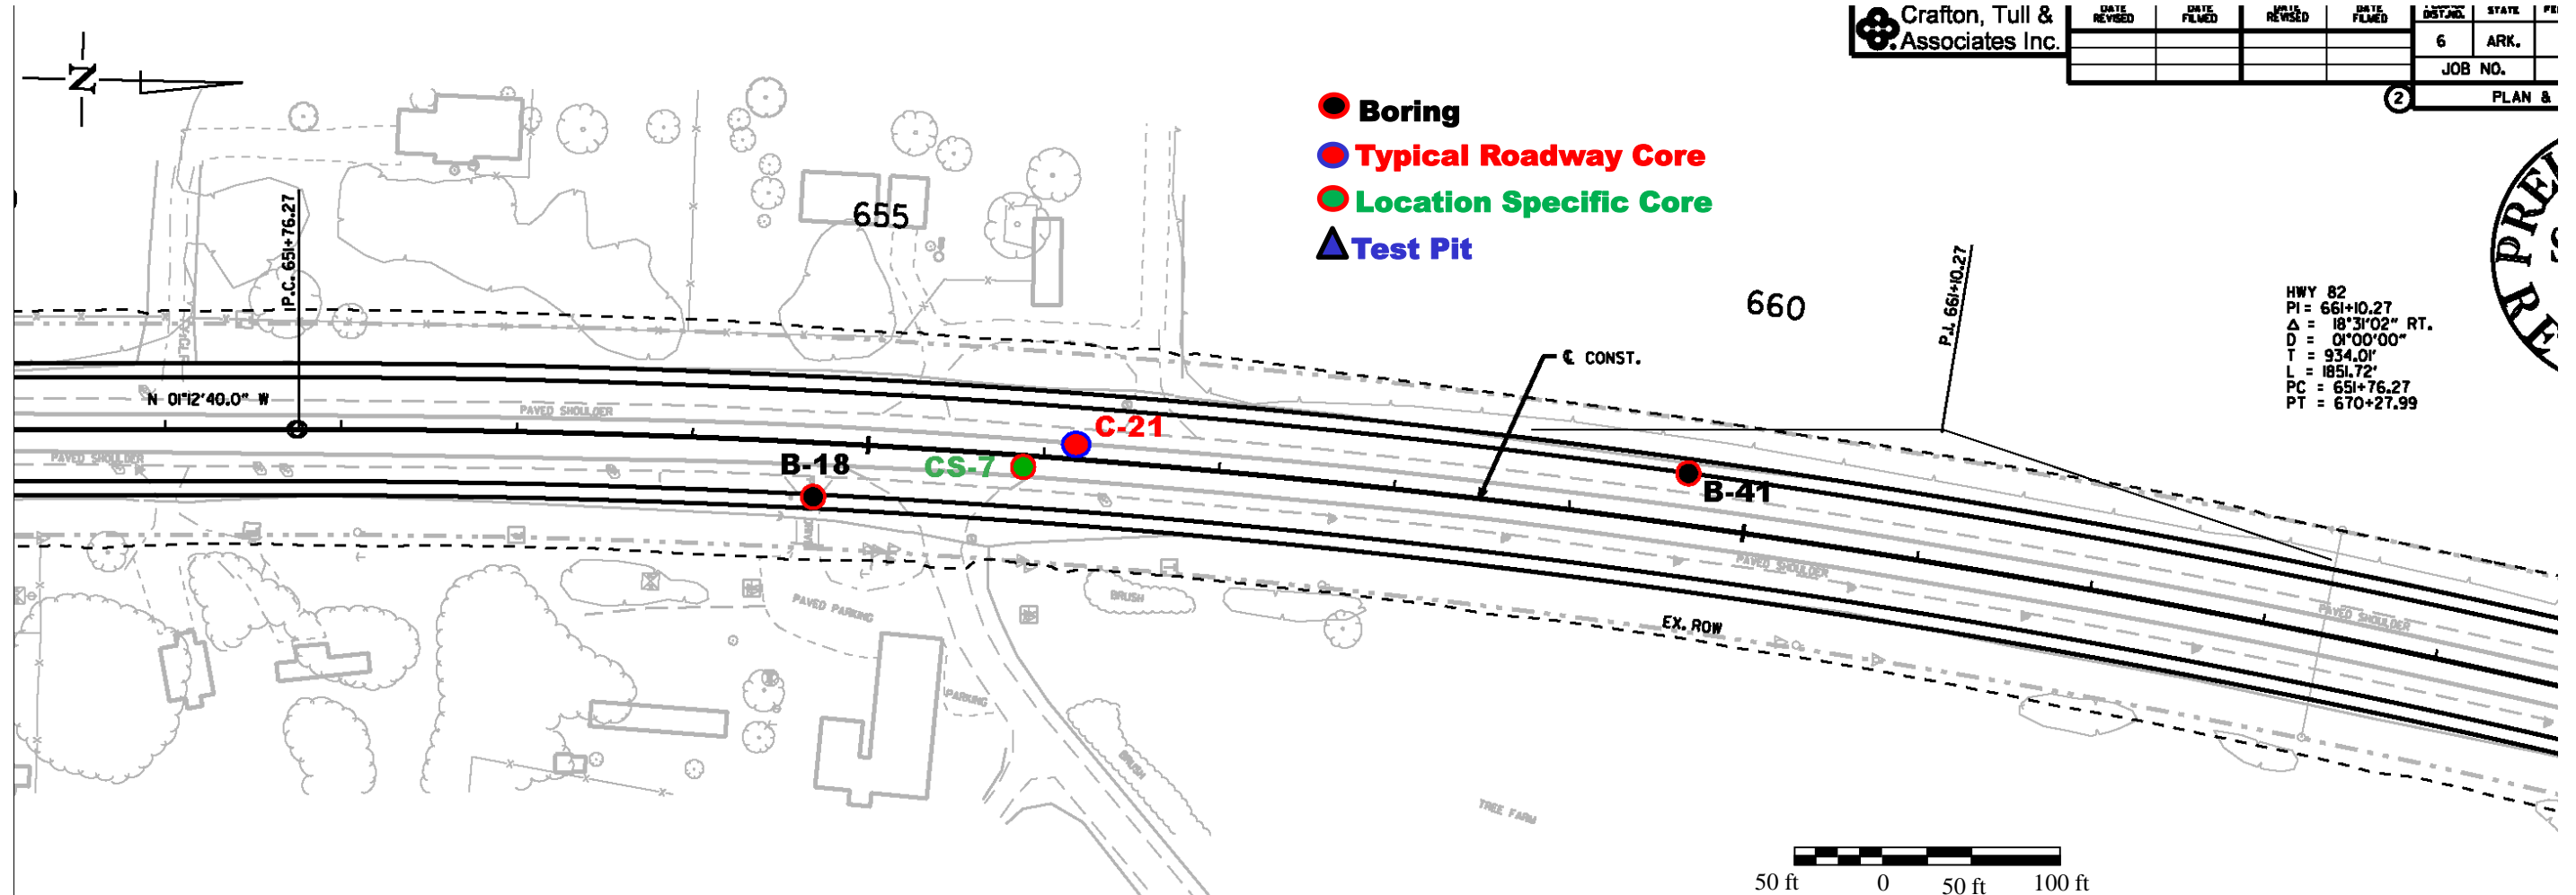 Crafton, Tull &
Associates Inc.
DATE REVISED
DATE FILMED
DATE REVISED
DATE FILMED
DIST.NO.
STATE
6
ARK.
JOB NO.
2
PLAN &
N
Boring
Typical Roadway Core
Location Specific Core
Test Pit
655
660
P.C. 651+76.27
P.I. 661+10.27
HWY 82
PI = 661+10.27
Δ = 18°31'02" RT.
D = 01°00'00"
T = 934.01'
L = 1851.72'
PC = 651+76.27
PT = 670+27.99
℄ CONST.
N 01°12'40.0" W
PAVED SHOULDER
C-21
PAVED SHOULDER
B-18
CS-7
B-41
PAVED SHOULDER
BRUSH
PAVED PARKING
EX. ROW
PAVED SHOULDER
PARKING
BRUSH
TREE FARM
50 ft
0
50 ft
100 ft